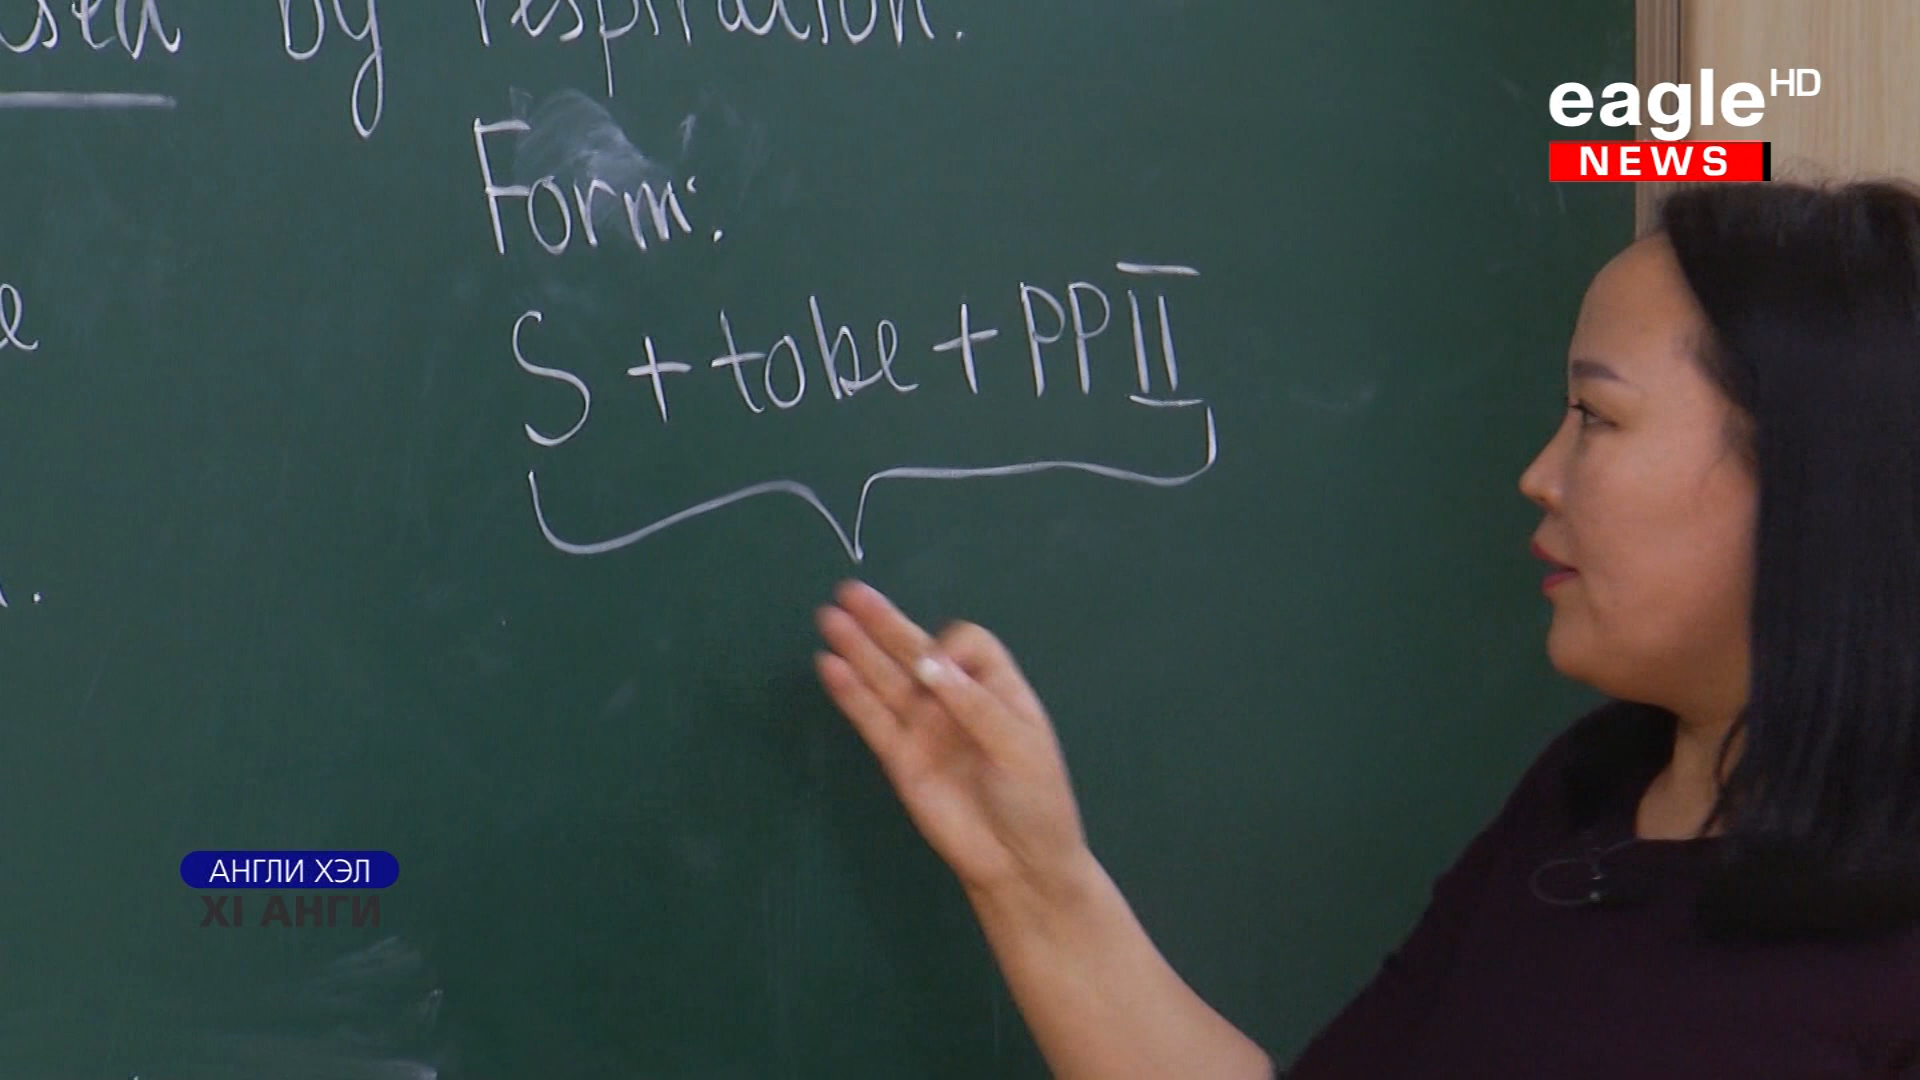 by respiration.
eagle HD
NEWS
Form:
S + to be + PP II
АНГЛИ ХЭЛ
XI АНГИ